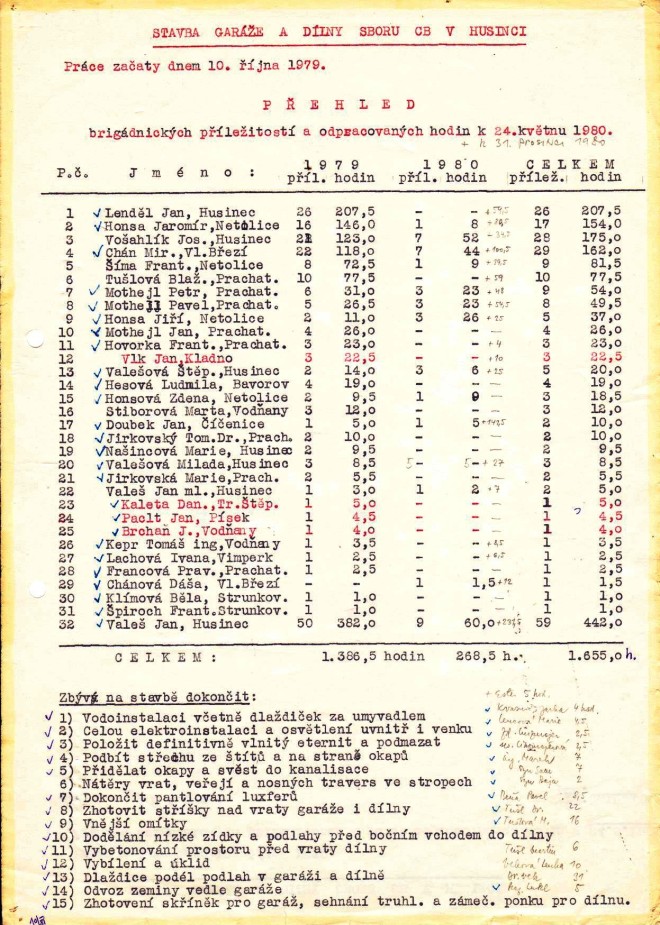 STAVBA GARÁŽE A DÍLNY SBORU CB V HUSINCI
Práce začaty dnem 10. října 1979.
P Ř E H L E D
brigádnických příležitostí a odpracovaných hodin k 24.květnu 1980.
+ k 31. prosinci 1980
1979 1980 CELKEM
P.č. J m é n o : příl. hodin příl. hodin přílež. hodin
1 Lenděl Jan, Husinec 26 207,5 - - 26 207,5
2 Honsa Jaromír,Netolice 16 146,0 1 8 17 154,0
3 Vošahlík Jos.,Husinec 21 123,0 7 52 28 175,0
4 Chán Mir.,Vl.Březí 22 118,0 7 44 29 162,0
5 Šíma Frant.,Netolice 8 72,5 1 9 9 81,5
6 Tušlová Blaž.,Prachat. 10 77,5 - - + 59 10 77,5
7 Mothejl Petr, Prachat. 6 31,0 3 23 + 48 9 54,0
8 Mothejl Pavel,Prachat. 5 26,5 3 23 8 49,5
9 Honsa Jiří, Netolice 2 11,0 3 26 + 25 5 37,0
10 Mothejl Jan, Prachat. 4 26,0 - - 4 26,0
11 Hovorka Frant.,Prachat. 3 23,0 - - + 4 3 23,0
12 Vlk Jan,Kladno 3 22,5 - - + 10 3 22,5
13 Valešová Štěp.,Husinec 2 14,0 3 6 + 25 5 20,0
14 Hesová Ludmila, Bavorov 4 19,0 - - 4 19,0
15 Honsová Zdena, Netolice 2 9,5 1 9 3 18,5
16 Stiborová Marta,Vodňany 3 12,0 - - 3 12,0
17 Doubek Jan, Číčenice 1 5,0 1 5 2 10,0
18 Jirkovský Tom.Dr.,Prach. 2 10,0 - - 2 10,0
19 Našincová Marie, Husinec 2 9,5 - - 2 9,5
20 Valešová Milada,Husinec 3 8,5 5 - - + 27 3 8,5
21 Jirkovská Marie,Prach. 2 5,5 - - 2 5,5
22 Valeš Jan ml.,Husinec 1 3,0 1 2 + 7 2 5,0
23 Kaleta Dan.,Tr.Štěp. 1 5,0 - - 1 5,0
24 Paclt Jan, Písek 1 4,5 - - 1 4,5
25 Brchan J.,Vodňany 1 4,0 - - 1 4,0
26 Kepr Tomáš ing,Vodňany 1 3,5 - - 1 3,5
27 Lachová Ivana,Vimperk 1 2,5 - - 1 2,5
28 Francová Prav.,Prachat. 1 2,5 - - 1 2,5
29 Chánová Dáša, Vl.Březí - - 1 1,5 + 12 1 1,5
30 Klímová Běla, Strunkov. 1 1,0 - - 1 1,0
31 Špiroch Frant.Strunkov. 1 1,0 - - 1 1,0
32 Valeš Jan, Husinec 50 382,0 9 60,0 59 442,0
C E L K E M : 1.386,5 hodin 268,5 h. 1.655,0 h.
Zbývá na stavbě dokončit:
1) Vodoinstalaci včetně dlaždiček za umyvadlem
2) Celou elektroinstalaci a osvětlení uvnitř i venku
3) Položit definitivně vlnitý eternit a podmazat
4) Podbít střechu ze štítů a na straně okapů
5) Přidělat okapy a svést do kanalisace
6) Nátěry vrat, veřejí a nosných travers ve stropech
7) Dokončit pantlování luxferů
8) Zhotovit stříšky nad vraty garáže i dílny
9) Vnější omítky
10) Dodělání nízké zídky a podlahy před bočním vchodem do dílny
11) Vybetonování prostoru před vraty dílny
12) Vybílení a úklid
13) Dlaždice podél podlah v garáži a dílně
14) Odvoz zeminy vedle garáže
15) Zhotovení skříněk pro garáž, sehnání truhl. a zámeč. ponku pro dílnu.